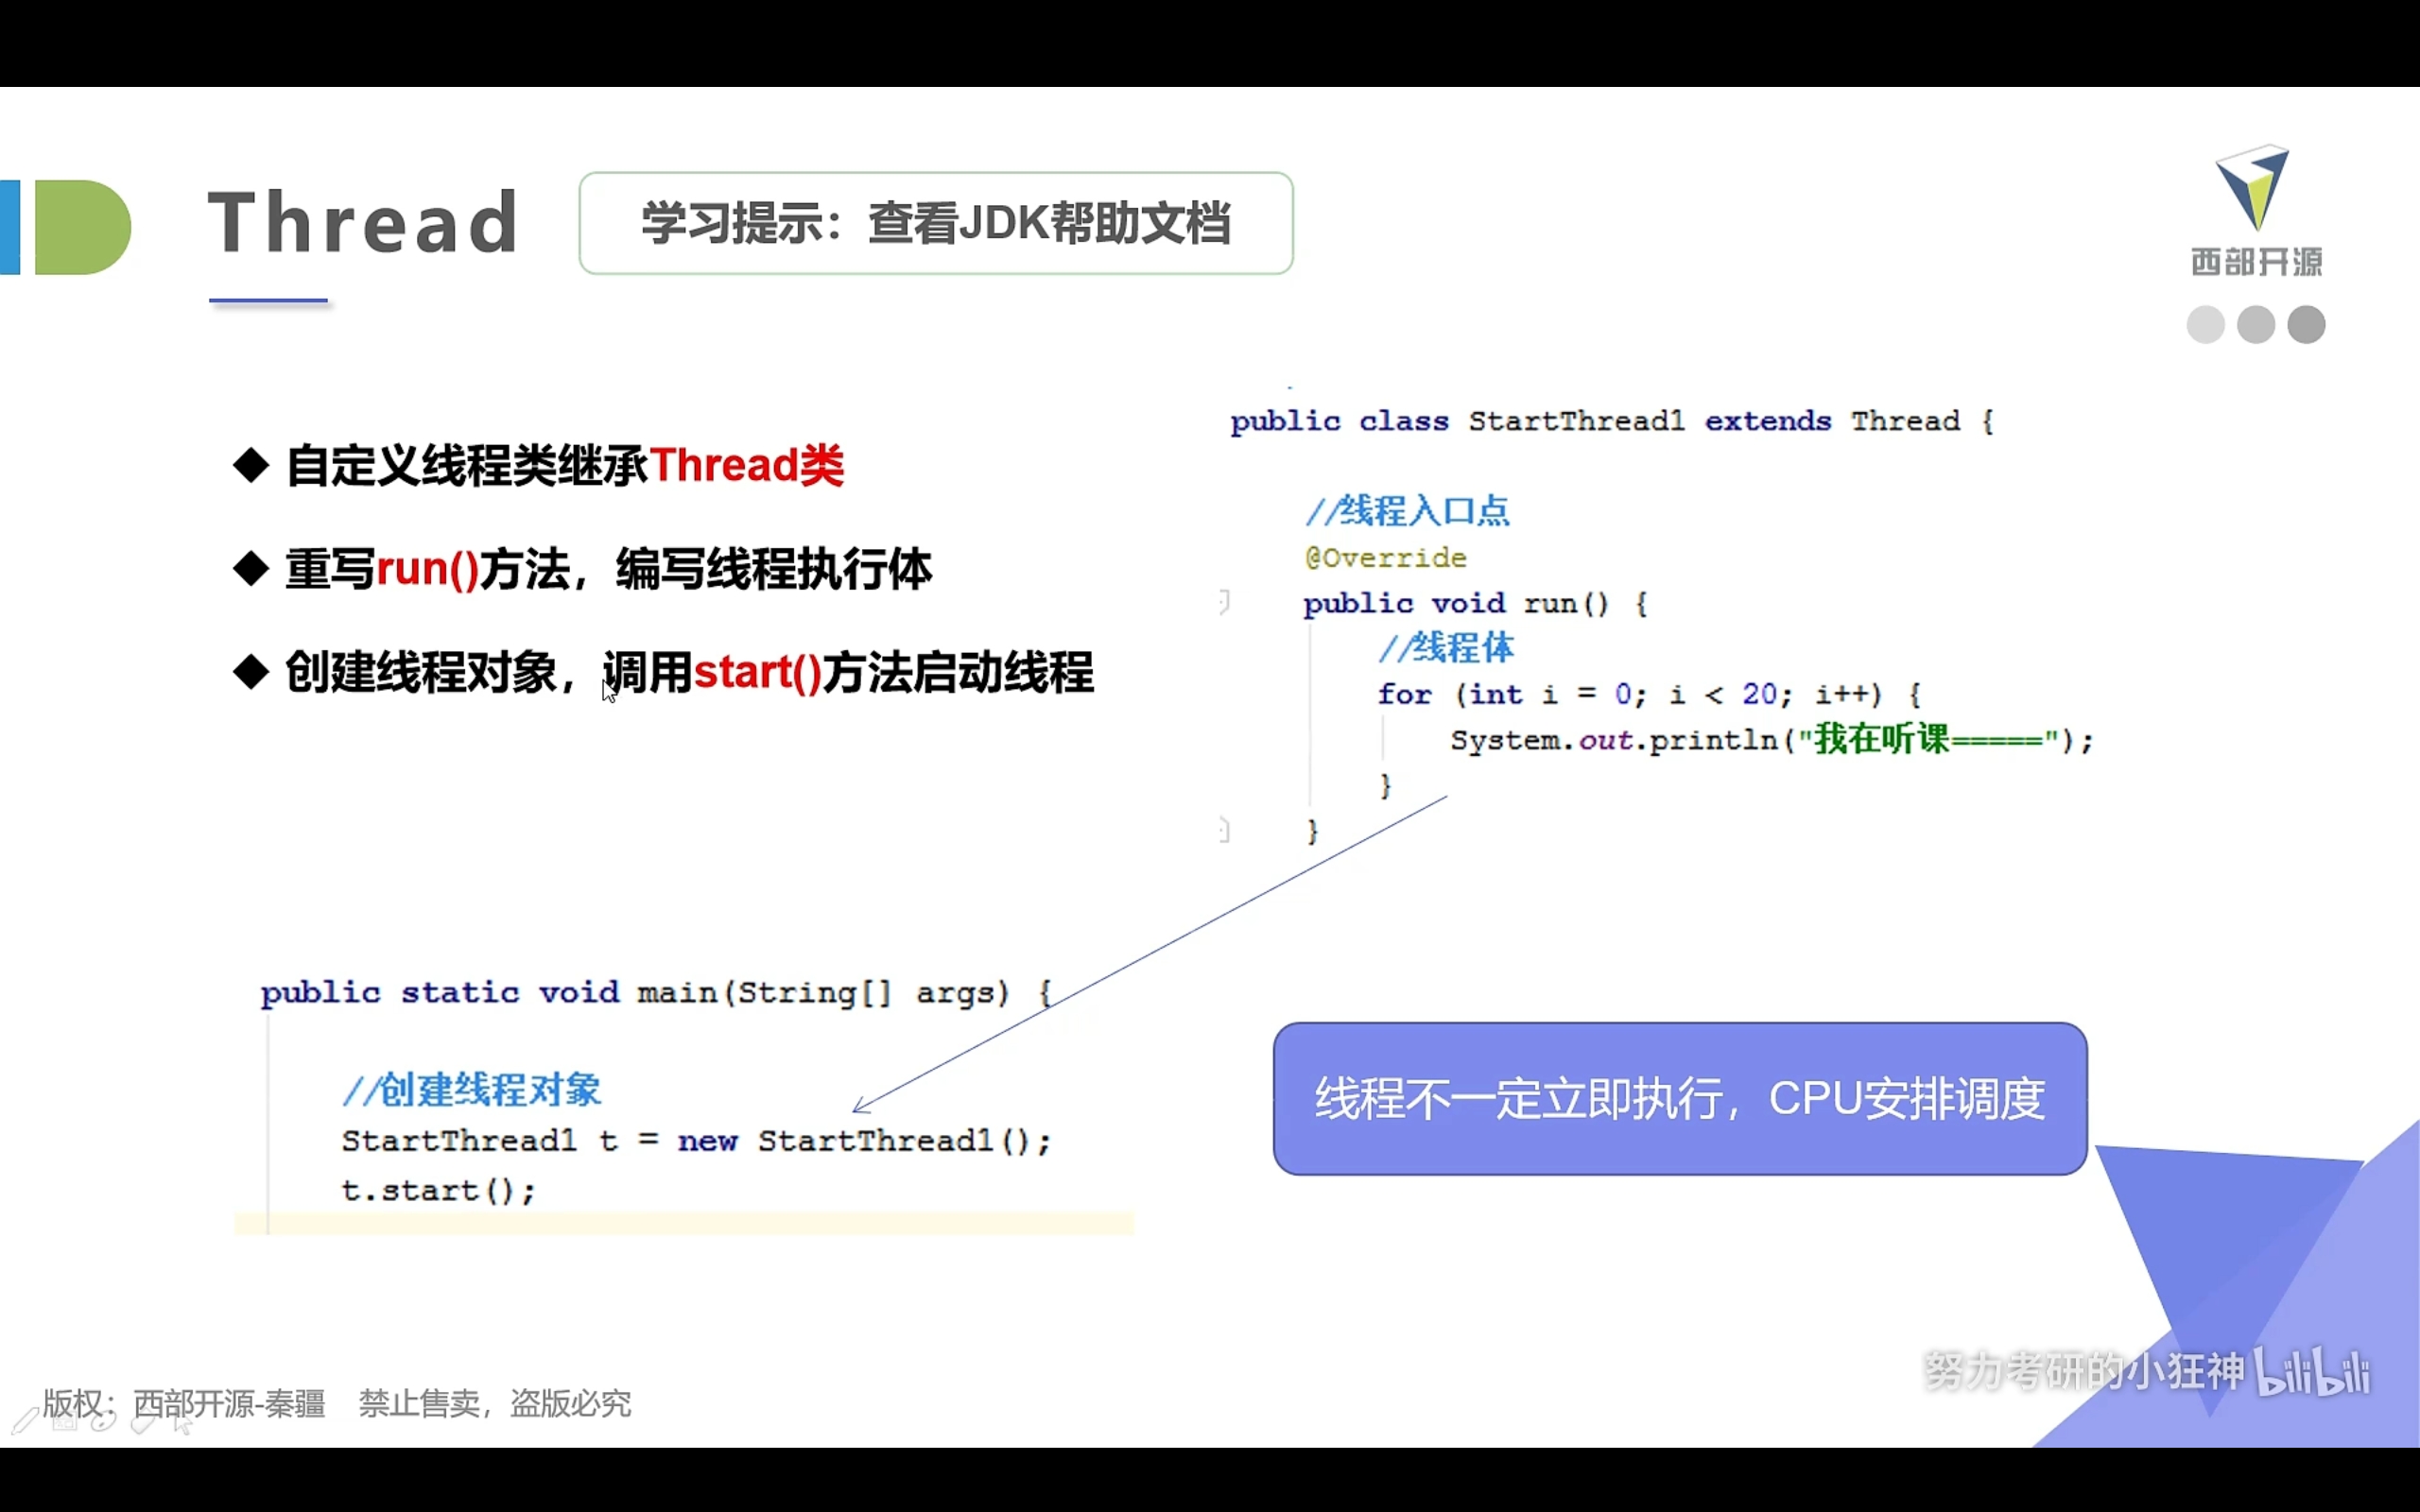 Thread
学习提示：查看JDK帮助文档
西部开源
◆ 自定义线程类继承Thread类
◆ 重写run()方法，编写线程执行体
◆ 创建线程对象，调用start()方法启动线程
public class StartThread1 extends Thread {
//线程入口点
@Override
public void run() {
//线程体
for (int i = 0; i < 20; i++) {
System.out.println("我在听课=====");
}
}
public static void main(String[] args) {
//创建线程对象
StartThread1 t = new StartThread1();
t.start();
线程不一定立即执行，CPU安排调度
努力考研的小狂神 bilibili
版权：西部开源-秦疆 禁止售卖，盗版必究